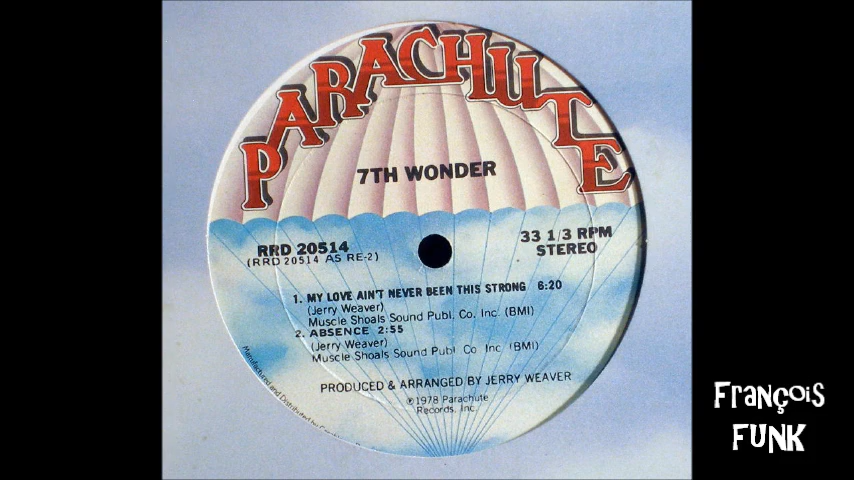 PARACHUTE
7TH WONDER
RRD 20514
(RRD 20514 AS RE-2)
33 1/3 RPM
STEREO
1. MY LOVE AIN'T NEVER BEEN THIS STRONG 6:20
(Jerry Weaver)
Muscle Shoals Sound Publ. Co. Inc. (BMI)
2. ABSENCE 2:55
(Jerry Weaver)
Muscle Shoals Sound Publ. Co. Inc. (BMI)
PRODUCED & ARRANGED BY JERRY WEAVER
℗1978 Parachute
Records, Inc.
Manufactured and Distributed by
François
FUNK